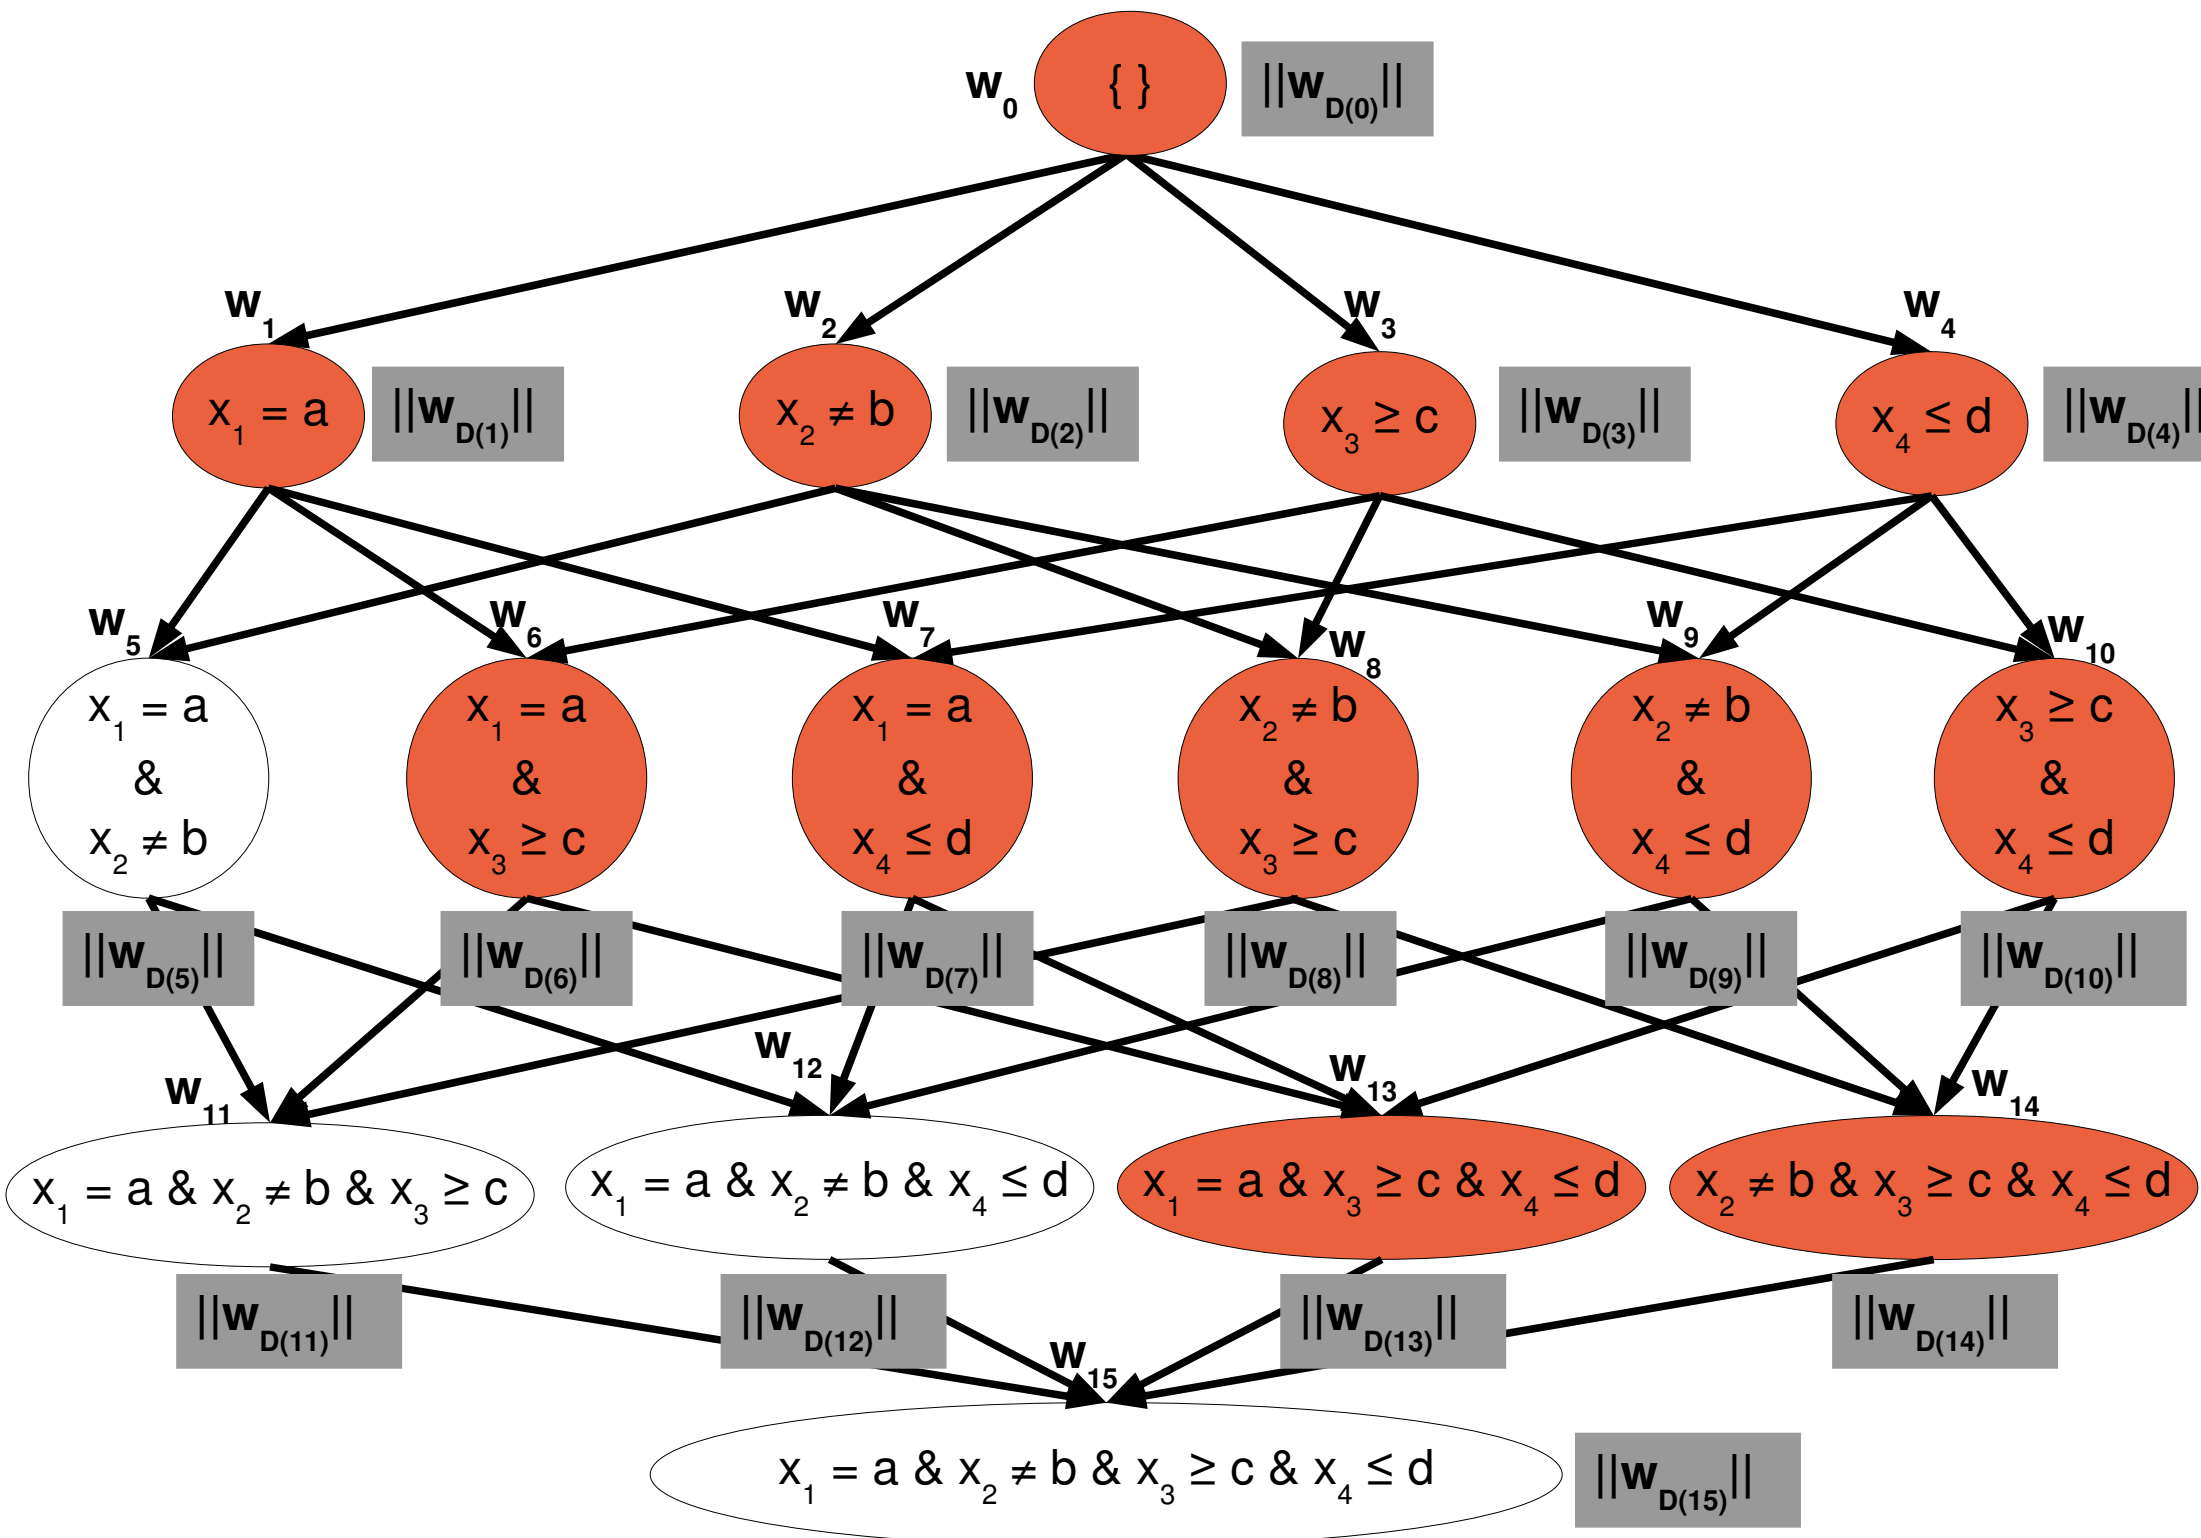 w0 { } ||wD(0)||
w1 w2 w3 w4
x1 = a ||wD(1)|| x2 ≠ b ||wD(2)|| x3 ≥ c ||wD(3)|| x4 ≤ d ||wD(4)||
w5 w6 w7 w8 w9 w10
x1 = a x1 = a x1 = a x2 ≠ b x2 ≠ b x3 ≥ c
& & & & & &
x2 ≠ b x3 ≥ c x4 ≤ d x3 ≥ c x4 ≤ d x4 ≤ d
||wD(5)|| ||wD(6)|| ||wD(7)|| ||wD(8)|| ||wD(9)|| ||wD(10)||
w11 w12 w13 w14
x1 = a & x2 ≠ b & x3 ≥ c x1 = a & x2 ≠ b & x4 ≤ d x1 = a & x3 ≥ c & x4 ≤ d x2 ≠ b & x3 ≥ c & x4 ≤ d
||wD(11)|| ||wD(12)|| ||wD(13)|| ||wD(14)||
w15
x1 = a & x2 ≠ b & x3 ≥ c & x4 ≤ d ||wD(15)||